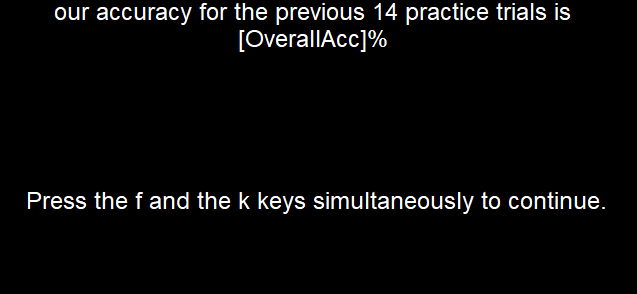 our accuracy for the previous 14 practice trials is
[OverallAcc]%
Press the f and the k keys simultaneously to continue.